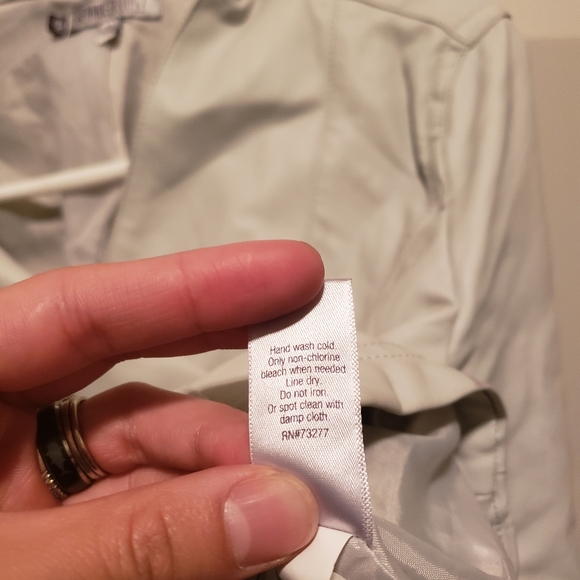 Hand wash cold.
Only non-chlorine
bleach when needed
Line dry.
Do not iron.
Or spot clean with
damp cloth.
RN#73277